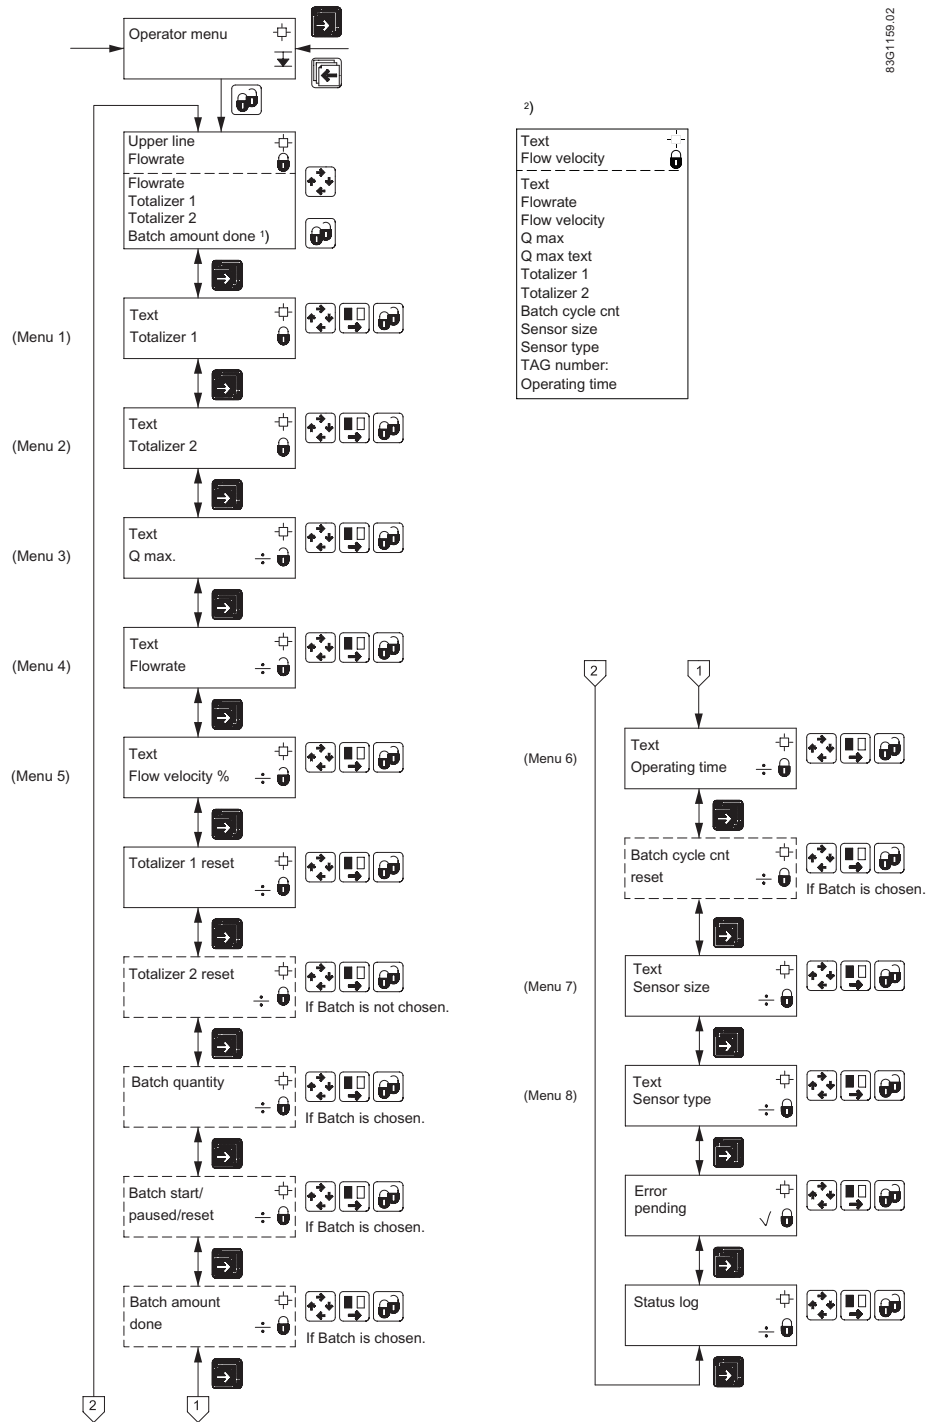 83G1159.02
Operator menu
Upper line
Flowrate
Flowrate
Totalizer 1
Totalizer 2
Batch amount done 1)
(Menu 1)
Text
Totalizer 1
(Menu 2)
Text
Totalizer 2
(Menu 3)
Text
Q max.
(Menu 4)
Text
Flowrate
(Menu 5)
Text
Flow velocity %
Totalizer 1 reset
Totalizer 2 reset
If Batch is not chosen.
Batch quantity
If Batch is chosen.
Batch start/
paused/reset
If Batch is chosen.
Batch amount
done
If Batch is chosen.
2
1
2)
Text
Flow velocity
Text
Flowrate
Flow velocity
Q max
Q max text
Totalizer 1
Totalizer 2
Batch cycle cnt
Sensor size
Sensor type
TAG number:
Operating time
2
1
(Menu 6)
Text
Operating time
Batch cycle cnt
reset
If Batch is chosen.
(Menu 7)
Text
Sensor size
(Menu 8)
Text
Sensor type
Error
pending
Status log